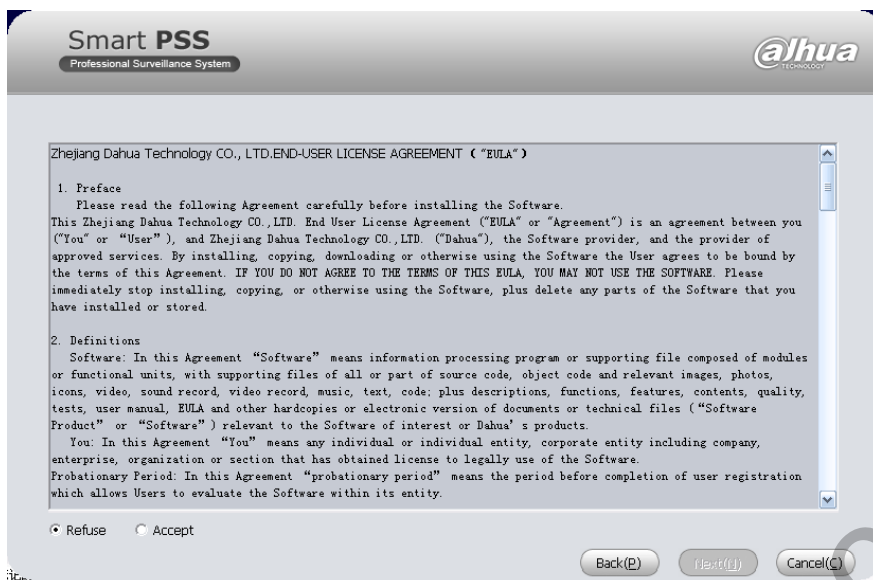 Smart PSS
Professional Surveillance System
alhua
TECHNOLOGY
Zhejiang Dahua Technology CO., LTD.END-USER LICENSE AGREEMENT ( “EULA”)
1. Preface
Please read the following Agreement carefully before installing the Software.
This Zhejiang Dahua Technology CO.,LTD. End User License Agreement ("EULA" or "Agreement") is an agreement between you
("You" or “User” ), and Zhejiang Dahua Technology CO.,LTD. ("Dahua"), the Software provider, and the provider of
approved services. By installing, copying, downloading or otherwise using the Software the User agrees to be bound by
the terms of this Agreement. IF YOU DO NOT AGREE TO THE TERMS OF THIS EULA, YOU MAY NOT USE THE SOFTWARE. Please
immediately stop installing, copying, or otherwise using the Software, plus delete any parts of the Software that you
have installed or stored.
2. Definitions
Software: In this Agreement “Software” means information processing program or supporting file composed of modules
or functional units, with supporting files of all or part of source code, object code and relevant images, photos,
icons, video, sound record, video record, music, text, code; plus descriptions, functions, features, contents, quality,
tests, user manual, EULA and other hardcopies or electronic version of documents or technical files (“Software
Product” or “Software” ) relevant to the Software of interest or Dahua’ s products.
You: In this Agreement “You” means any individual or individual entity, corporate entity including company,
enterprise, organization or section that has obtained license to legally use of the Software.
Probationary Period: In this Agreement “probationary period” means the period before completion of user registration
which allows Users to evaluate the Software within its entity.
Refuse Accept
Back(P) Next(N) Cancel(C)